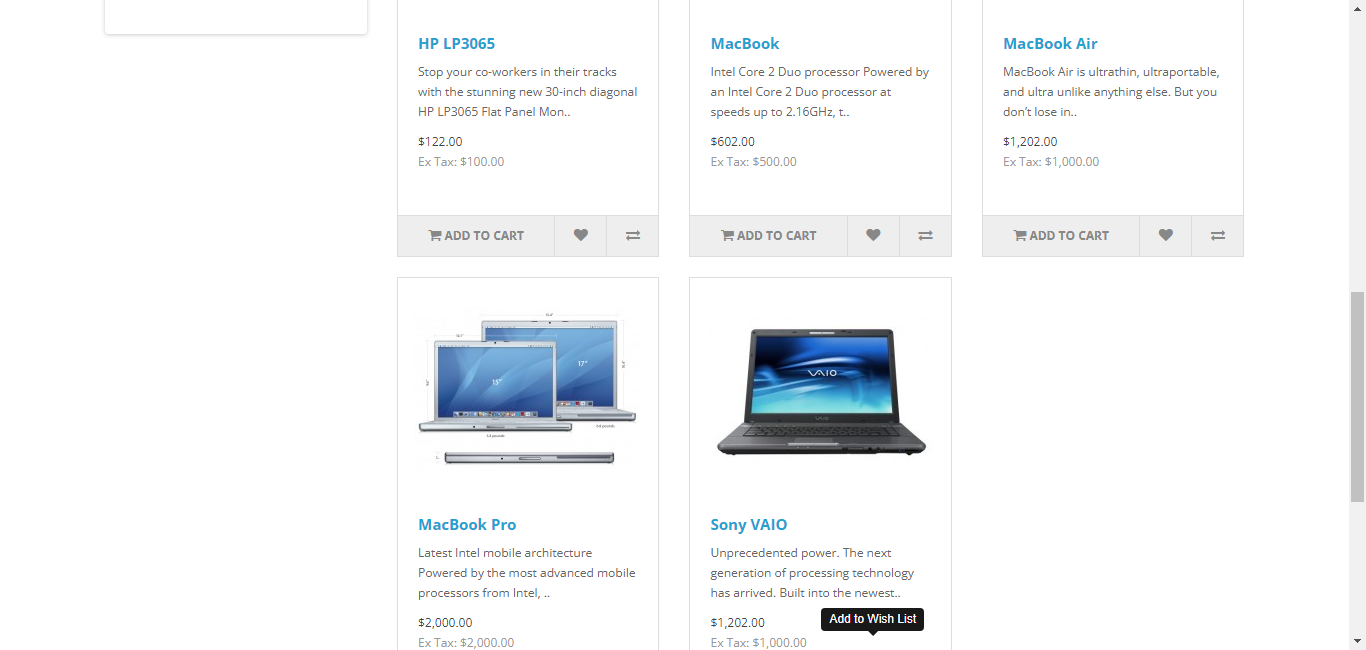 HP LP3065
Stop your co-workers in their tracks
with the stunning new 30-inch diagonal
HP LP3065 Flat Panel Mon..
$122.00
Ex Tax: $100.00
ADD TO CART
MacBook
Intel Core 2 Duo processor Powered by
an Intel Core 2 Duo processor at
speeds up to 2.16GHz, t..
$602.00
Ex Tax: $500.00
ADD TO CART
MacBook Air
MacBook Air is ultrathin, ultraportable,
and ultra unlike anything else. But you
don’t lose in..
$1,202.00
Ex Tax: $1,000.00
ADD TO CART
15"
17"
MacBook Pro
Latest Intel mobile architecture
Powered by the most advanced mobile
processors from Intel, ..
$2,000.00
Ex Tax: $2,000.00
VAIO
VAIO
Sony VAIO
Unprecedented power. The next
generation of processing technology
has arrived. Built into the newest..
$1,202.00
Ex Tax: $1,000.00
Add to Wish List